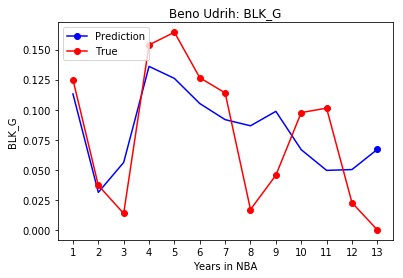 Beno Udrih: BLK_G
Prediction
True
0.150
0.125
0.100
0.075
0.050
0.025
0.000
BLK_G
1 2 3 4 5 6 7 8 9 10 11 12 13
Years in NBA